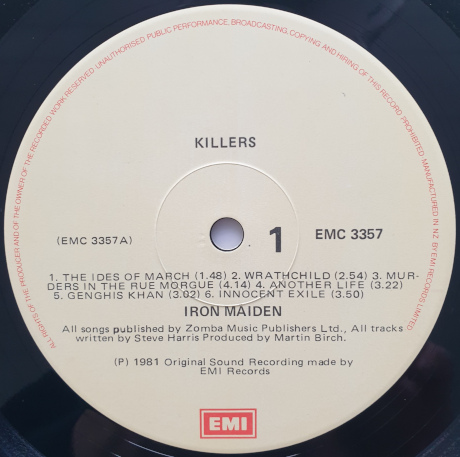 ALL RIGHTS OF THE PRODUCER AND OF THE OWNER OF THE RECORDED WORK RESERVED UNAUTHORISED PUBLIC PERFORMANCE, BROADCASTING, COPYING AND HIRING OF THIS RECORD PROHIBITED MANUFACTURED IN NZ BY EMI RECORDS LIMITED
KILLERS
(EMC 3357A)
1
EMC 3357
1. THE IDES OF MARCH (1.48) 2. WRATHCHILD (2.54) 3. MUR-
DERS IN THE RUE MORGUE (4.14) 4. ANOTHER LIFE (3.22)
5. GENGHIS KHAN (3.02) 6. INNOCENT EXILE (3.50)
IRON MAIDEN
All songs published by Zomba Music Publishers Ltd., All tracks
written by Steve Harris Produced by Martin Birch.
(P) 1981 Original Sound Recording made by
EMI Records
EMI